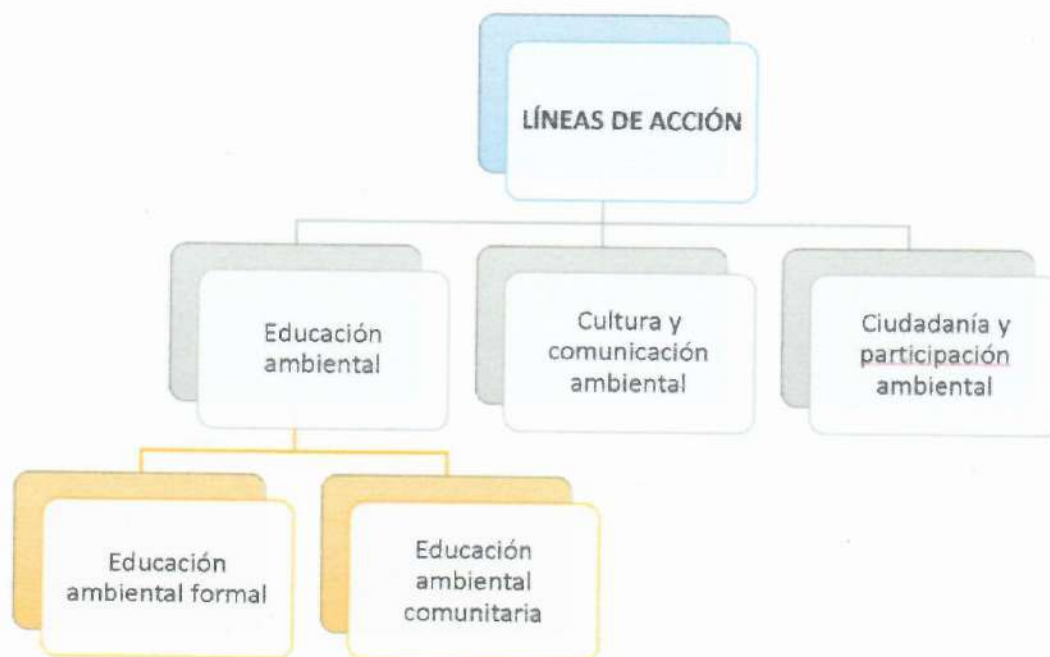 LÍNEAS DE ACCIÓN
Educación
ambiental
Cultura y
comunicación
ambiental
Ciudadanía y
participación
ambiental
Educación
ambiental formal
Educación
ambiental
comunitaria